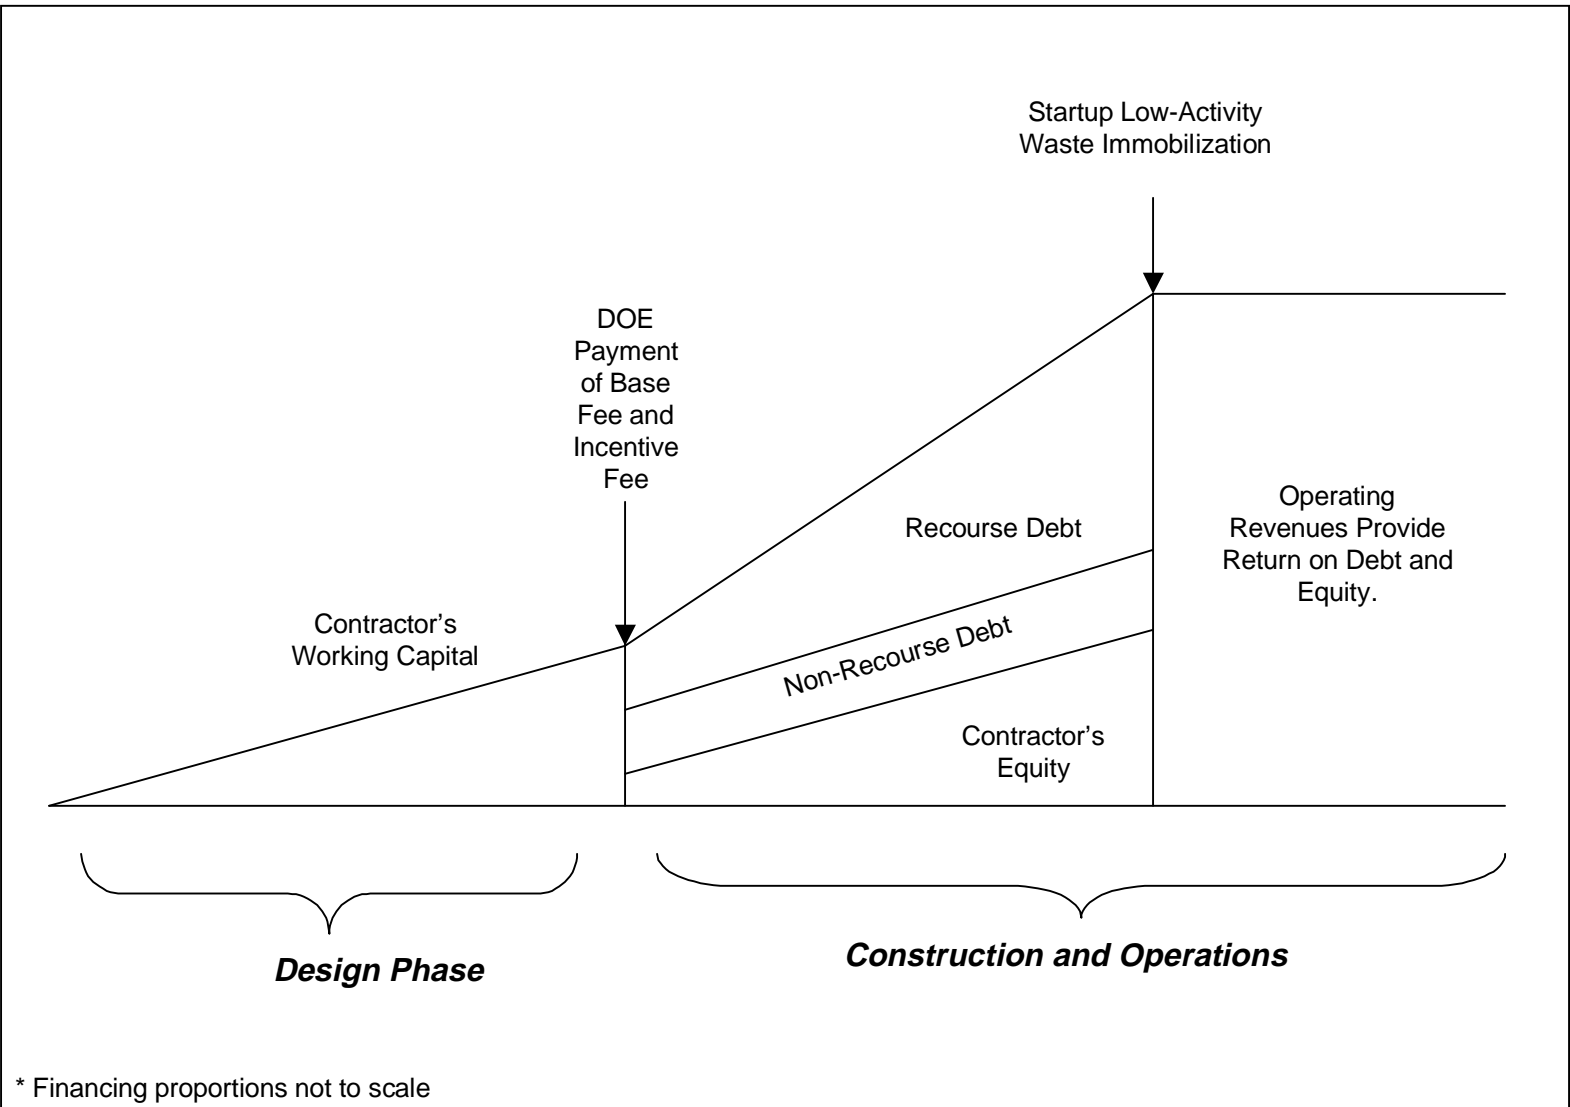 Startup Low-Activity
Waste Immobilization
DOE
Payment
of Base
Fee and
Incentive
Fee
Operating
Revenues Provide
Return on Debt and
Equity.
Recourse Debt
Contractor’s
Working Capital
Non-Recourse Debt
Contractor’s
Equity
Design Phase
Construction and Operations
* Financing proportions not to scale